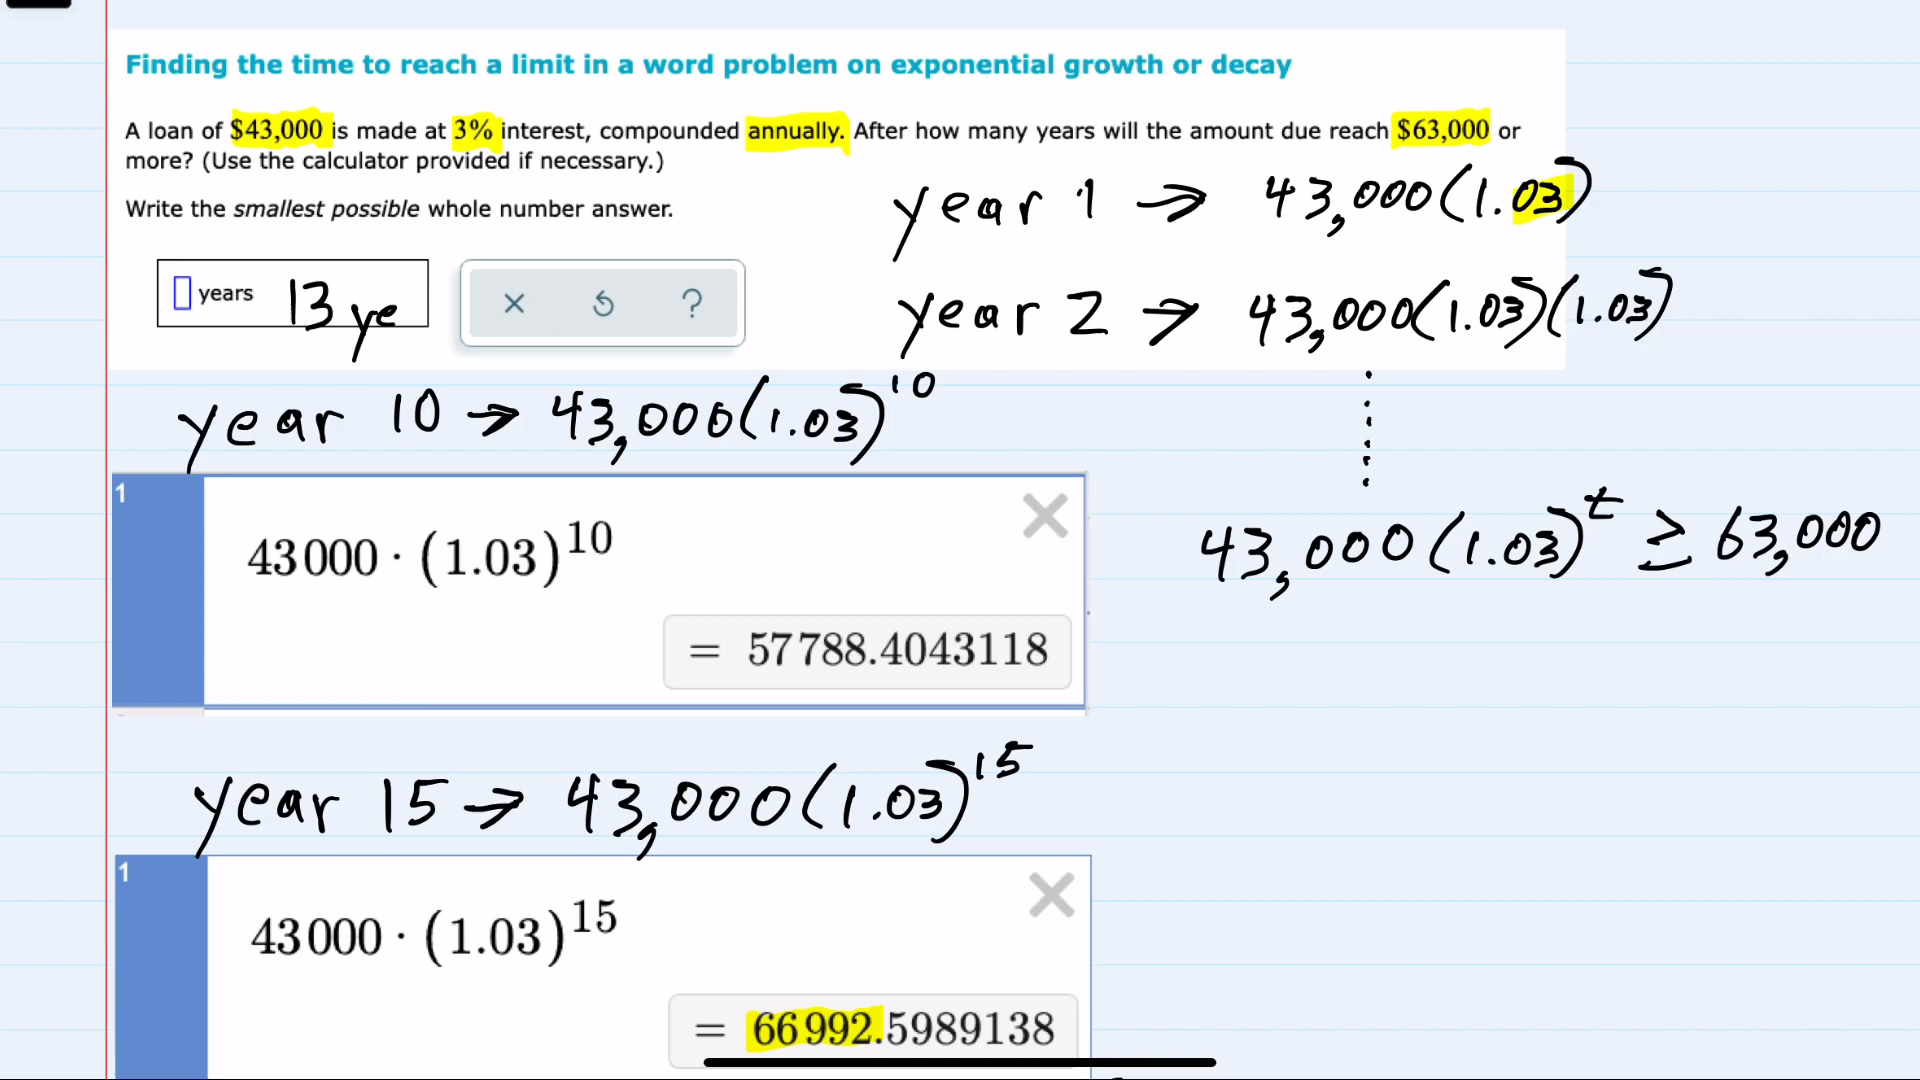 Finding the time to reach a limit in a word problem on exponential growth or decay
A loan of $43,000 is made at 3% interest, compounded annually. After how many years will the amount due reach $63,000 or
more? (Use the calculator provided if necessary.)
Write the smallest possible whole number answer.
year 1 → 43,000(1.03)
years 13 ye
× ?
year 2 → 43,000(1.03)(1.03)
year 10 → 43,000(1.03)^10
1
43000 · (1.03)^10
= 57788.4043118
43,000(1.03)^t ≥ 63,000
year 15 → 43,000(1.03)^15
1
43000 · (1.03)^15
= 66992.5989138